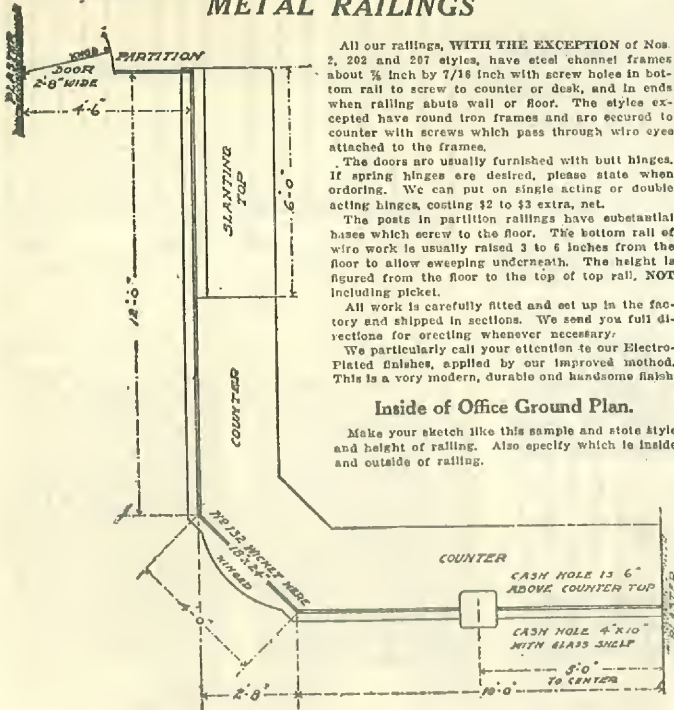 METAL RAILINGS
All our railings, WITH THE EXCEPTION of Nos.
2, 202 and 207 styles, have steel channel frames
about ⅞ inch by 7/16 inch with screw holes in bot-
tom rail to screw to counter or desk, and in ends
when railing abuts wall or floor. The styles ex-
cepted have round iron frames and are secured to
counter with screws which pass through wire eyes
attached to the frames.
The doors are usually furnished with butt hinges.
If spring hinges are desired, please state when
ordering. We can put on single acting or double
acting hinges, costing $2 to $3 extra, net.
The posts in partition railings have substantial
bases which screw to the floor. The bottom rail of
wire work is usually raised 3 to 6 inches from the
floor to allow sweeping underneath. The height is
figured from the floor to the top of top rail, NOT
including picket.
All work is carefully fitted and set up in the fac-
tory and shipped in sections. We send you full di-
rections for erecting whenever necessary.
We particularly call your attention to our Electro-
Plated finishes, applied by our improved method.
This is a very modern, durable and handsome finish
Inside of Office Ground Plan.
Make your sketch like this sample and state style
and height of railing. Also specify which is inside
and outside of railing.
PLASTER
KNOB
PARTITION
DOOR
2'-8" WIDE
4'-6"
SLANTING
TOP
6'-0"
12'-0"
COUNTER
Nº 132 WICKET HERE
18"X24"
HINGED
COUNTER
CASH HOLE IS 6"
ABOVE COUNTER TOP
PLASTER
CASH HOLE 4"X10"
WITH GLASS SHELF
5'-0"
TO CENTER
2'-8"
10'-0"